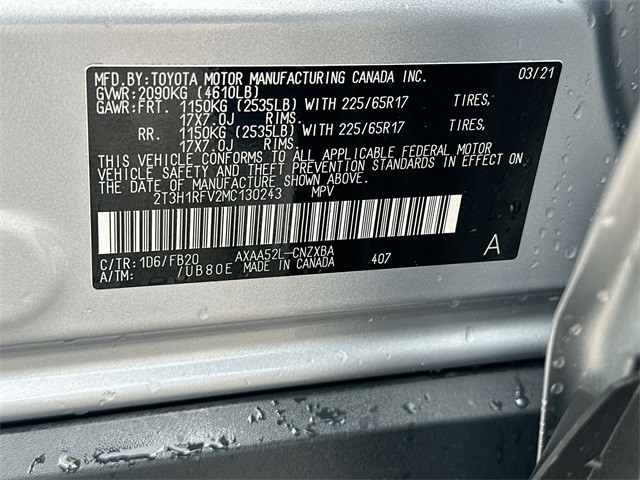 MFD.BY:TOYOTA MOTOR MANUFACTURING CANADA INC. 03/21
GVWR:2090KG (4610LB)
GAWR:FRT. 1150KG (2535LB) WITH 225/65R17 TIRES,
17X7.0J RIMS.
RR. 1150KG (2535LB) WITH 225/65R17 TIRES,
17X7.0J RIMS.
THIS VEHICLE CONFORMS TO ALL APPLICABLE FEDERAL MOTOR
VEHICLE SAFETY AND THEFT PREVENTION STANDARDS IN EFFECT ON
THE DATE OF MANUFACTURE SHOWN ABOVE.
2T3H1RFV2MC130243 MPV
C/TR:1D6/FB20 AXAA52L-CNZXBA A
A/TM: /UB80E MADE IN CANADA 407